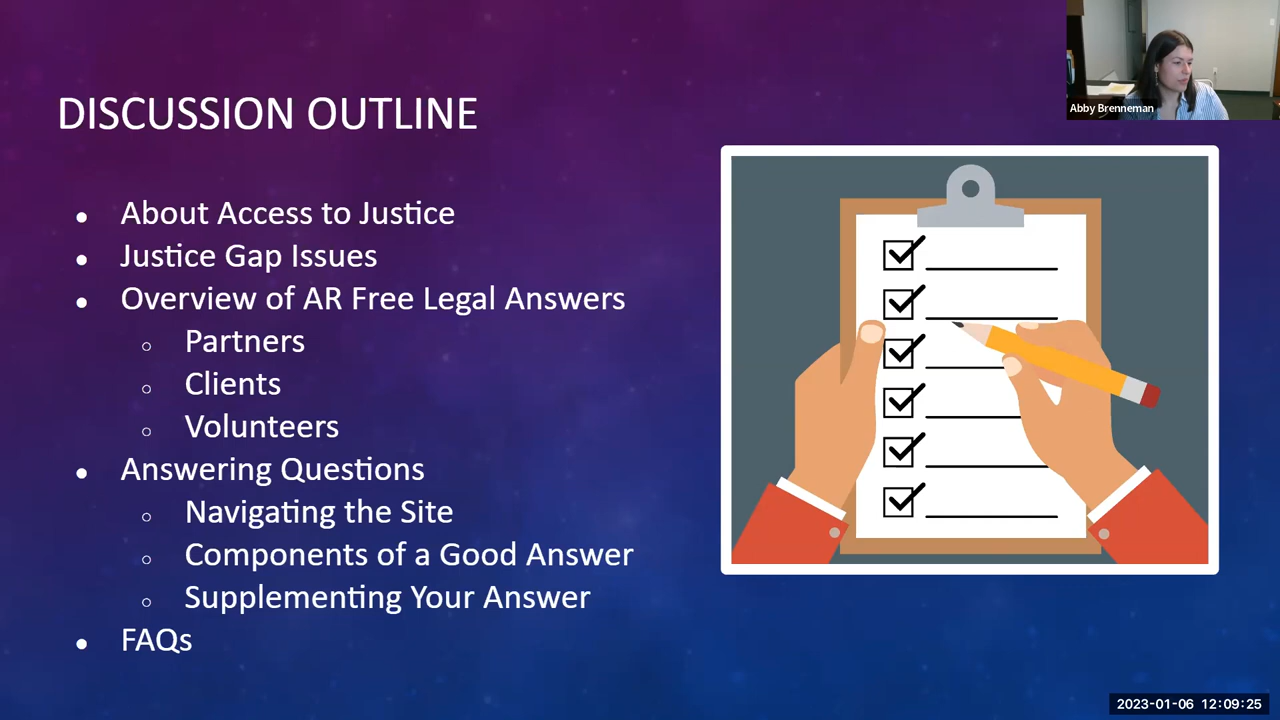 Abby Brenneman
DISCUSSION OUTLINE
• About Access to Justice
• Justice Gap Issues
• Overview of AR Free Legal Answers
○ Partners
○ Clients
○ Volunteers
• Answering Questions
○ Navigating the Site
○ Components of a Good Answer
○ Supplementing Your Answer
• FAQs
2023-01-06 12:09:25